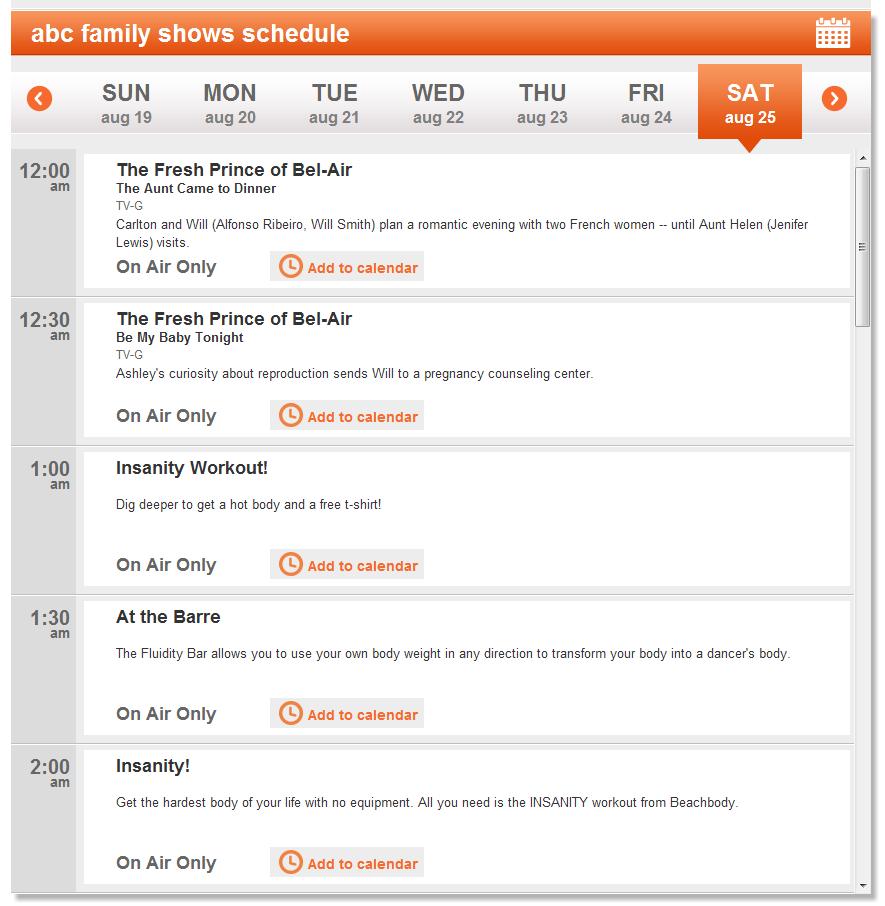 abc family shows schedule
SUN MON TUE WED THU FRI SAT
aug 19 aug 20 aug 21 aug 22 aug 23 aug 24 aug 25
12:00
am
The Fresh Prince of Bel-Air
The Aunt Came to Dinner
TV-G
Carlton and Will (Alfonso Ribeiro, Will Smith) plan a romantic evening with two French women -- until Aunt Helen (Jenifer
Lewis) visits.
On Air Only Add to calendar
12:30
am
The Fresh Prince of Bel-Air
Be My Baby Tonight
TV-G
Ashley's curiosity about reproduction sends Will to a pregnancy counseling center.
On Air Only Add to calendar
1:00
am
Insanity Workout!
Dig deeper to get a hot body and a free t-shirt!
On Air Only Add to calendar
1:30
am
At the Barre
The Fluidity Bar allows you to use your own body weight in any direction to transform your body into a dancer's body.
On Air Only Add to calendar
2:00
am
Insanity!
Get the hardest body of your life with no equipment. All you need is the INSANITY workout from Beachbody.
On Air Only Add to calendar